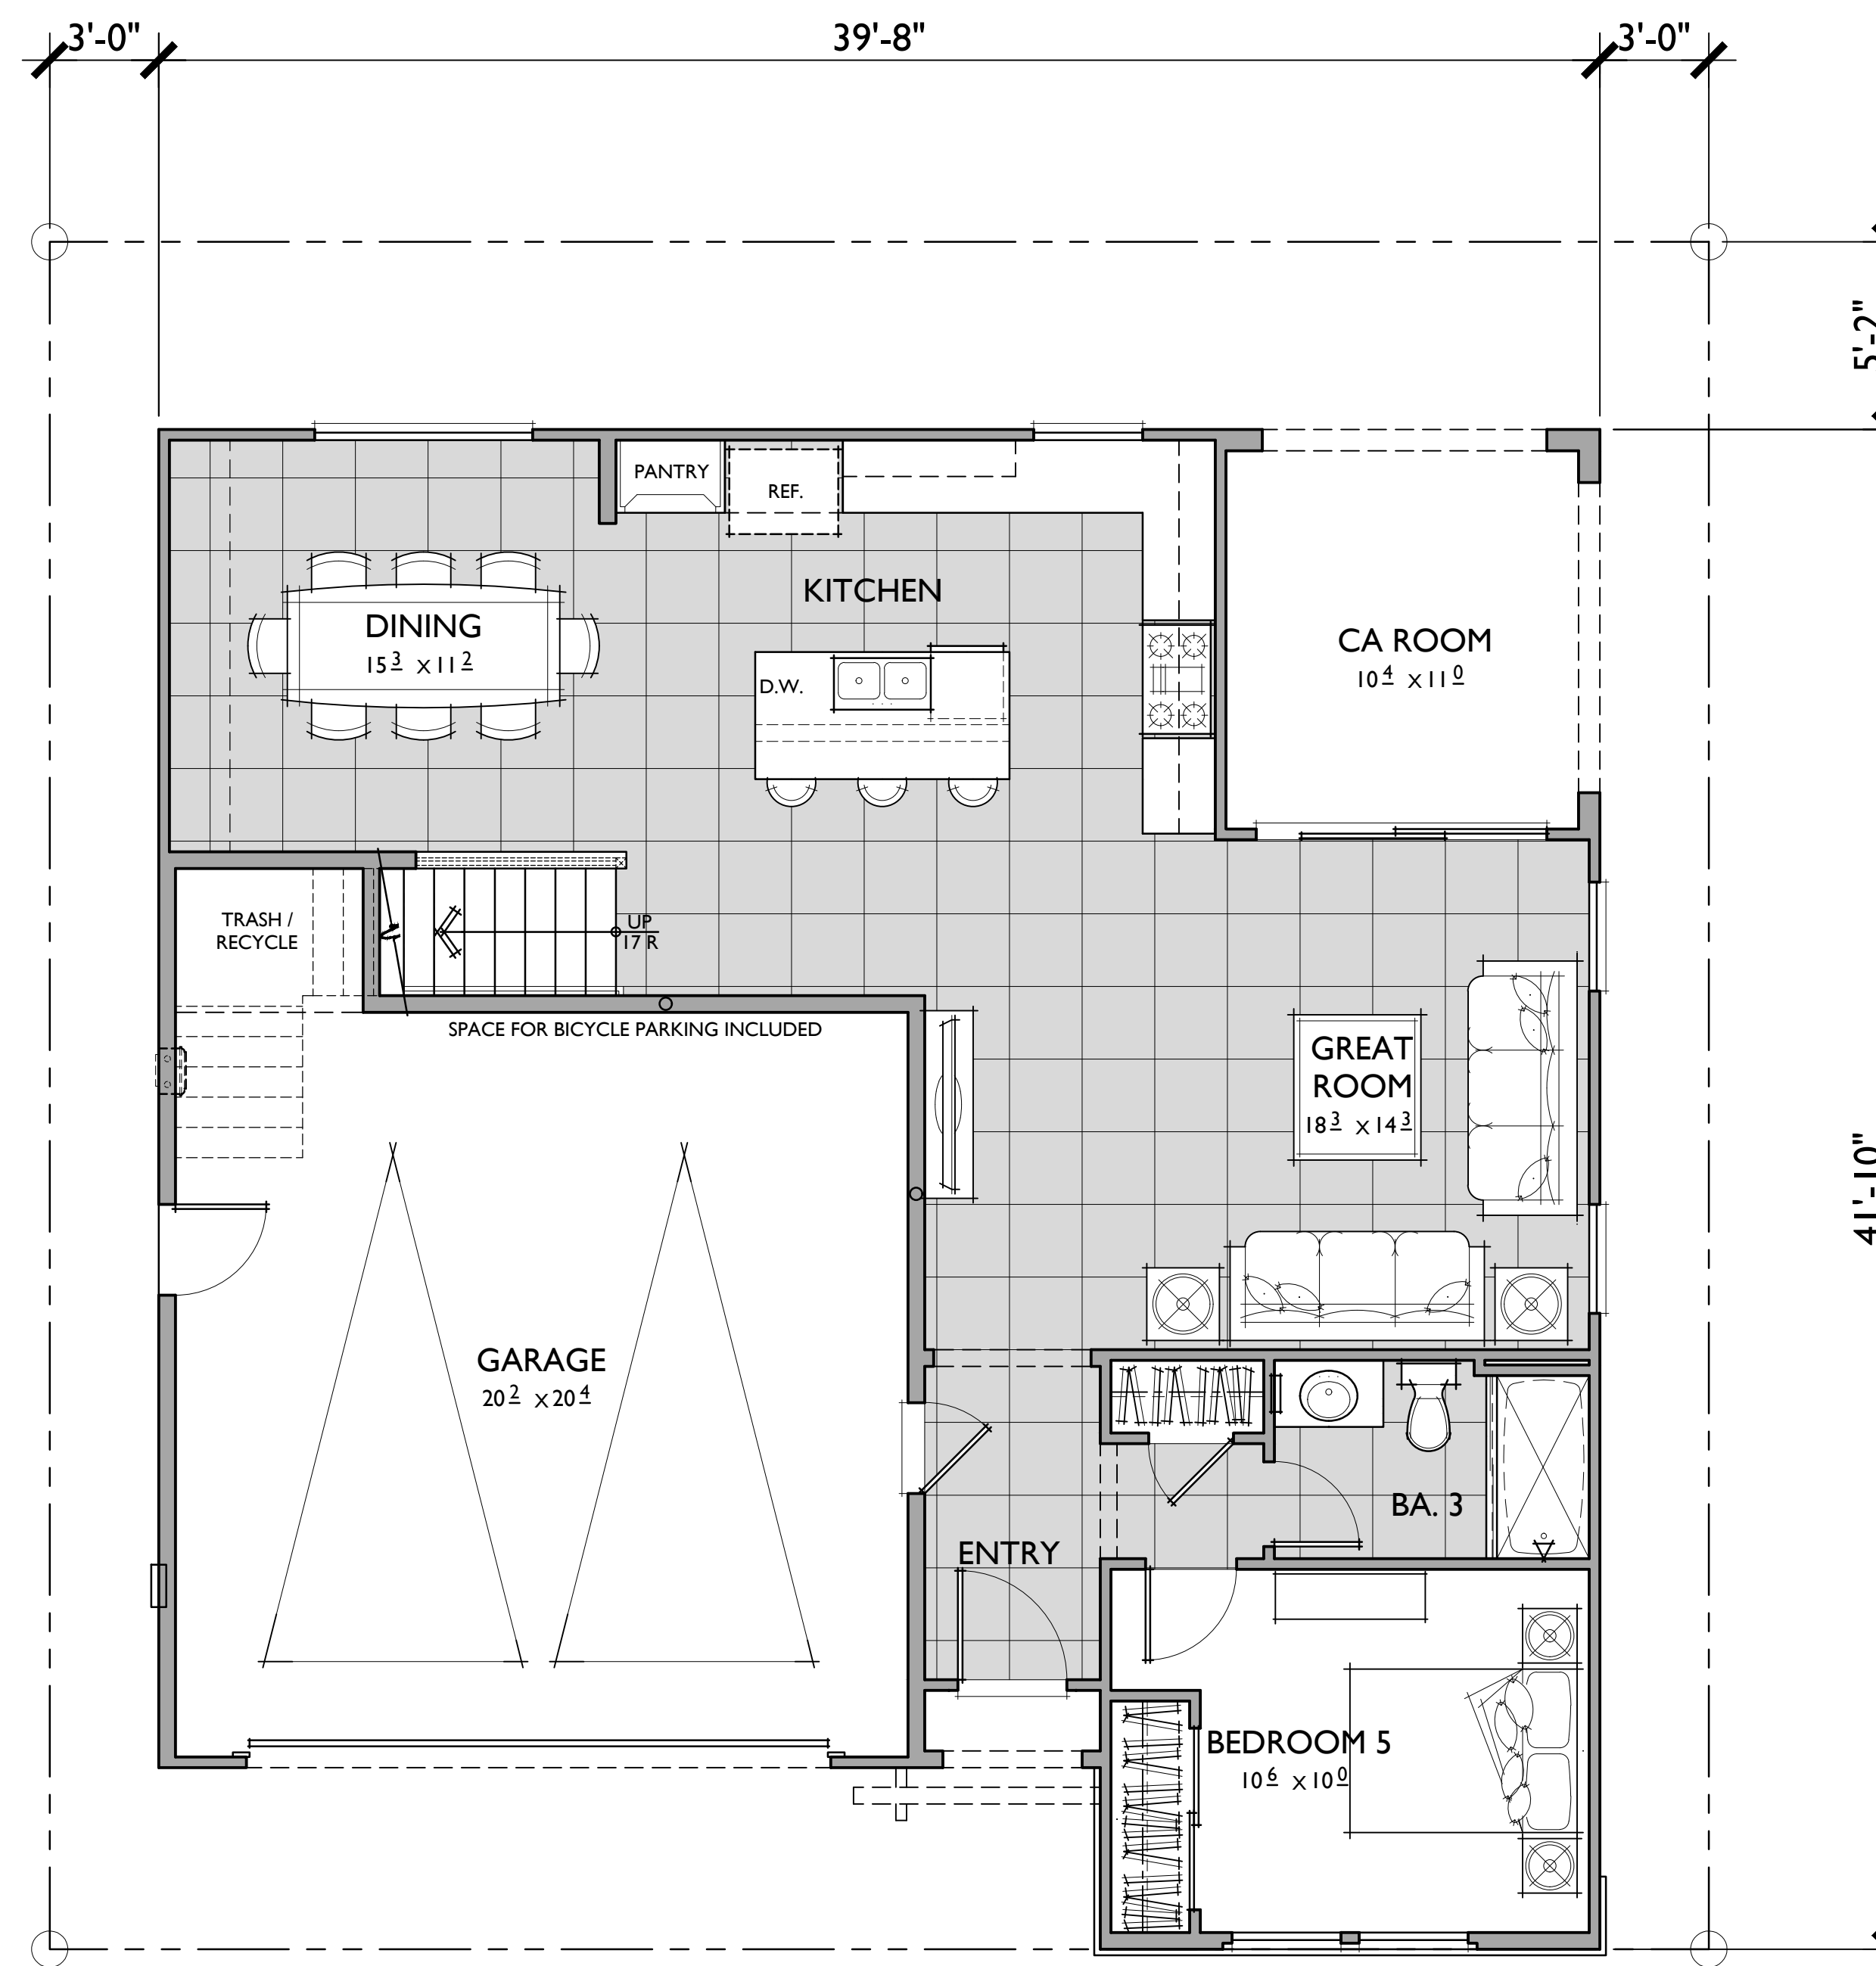 3'-0" 39'-8" 3'-0"
5'-2"
PANTRY
REF.
KITCHEN
DINING
15 3 x 11 2
D.W.
CA ROOM
10 4 x 11 0
TRASH /
RECYCLE
UP
17 R
SPACE FOR BICYCLE PARKING INCLUDED
GREAT
ROOM
18 3 x 14 3
41'-10"
GARAGE
20 2 x 20 4
BA. 3
ENTRY
BEDROOM 5
10 6 x 10 0